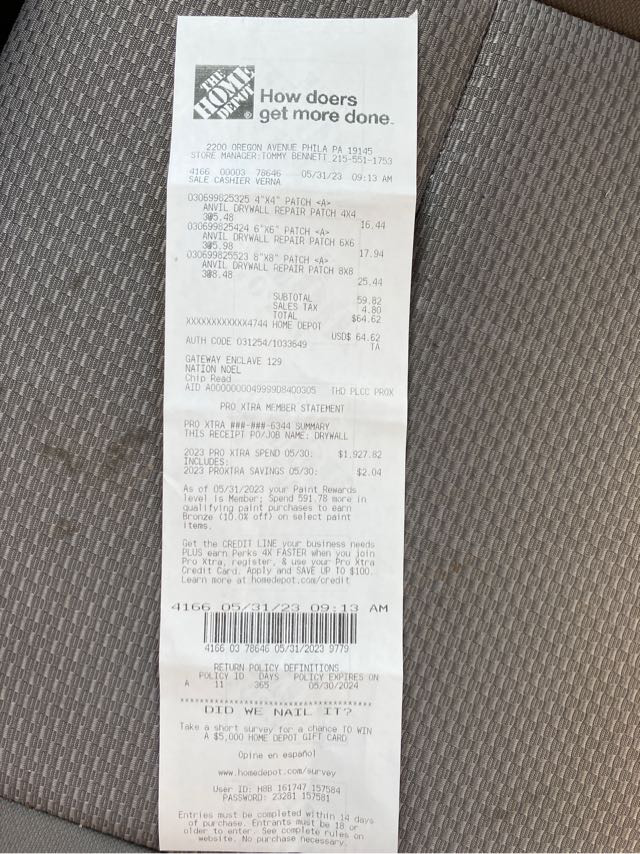 THE HOME DEPOT
How doers
get more done™
2200 OREGON AVENUE PHILA PA 19145
STORE MANAGER:TOMMY BENNETT 215-551-1753
4166 00003 78646 05/31/23 09:13 AM
SALE CASHIER VERNA
030699825325 4"X4" PATCH <A>
ANVIL DRYWALL REPAIR PATCH 4X4
3@5.48 16.44
030699825424 6"X6" PATCH <A>
ANVIL DRYWALL REPAIR PATCH 6X6
3@5.98 17.94
030699825523 8"X8" PATCH <A>
ANVIL DRYWALL REPAIR PATCH 8X8
3@8.48 25.44
SUBTOTAL 59.82
SALES TAX 4.80
TOTAL $64.62
XXXXXXXXXXXX4744 HOME DEPOT
USD$ 64.62
AUTH CODE 031254/1033649 TA
GATEWAY ENCLAVE 129
NATION NOEL
Chip Read
AID A0000000049999D8400305 THD PLCC PROX
PRO XTRA MEMBER STATEMENT
PRO XTRA ###-###-6344 SUMMARY
THIS RECEIPT PO/JOB NAME: DRYWALL
2023 PRO XTRA SPEND 05/30: $1,927.82
INCLUDES:
2023 PROXTRA SAVINGS 05/30: $2.04
As of 05/31/2023 your Paint Rewards
level is Member; Spend 591.78 more in
qualifying paint purchases to earn
Bronze (10.0% off) on select paint
items.
Get the CREDIT LINE your business needs
PLUS earn Perks 4X FASTER when you join
Pro Xtra, register, & use your Pro Xtra
Credit Card. Apply and SAVE UP TO $100.
Learn more at homedepot.com/credit
4166 05/31/23 09:13 AM
4166 03 78646 05/31/2023 9779
RETURN POLICY DEFINITIONS
POLICY ID DAYS POLICY EXPIRES ON
A 11 365 05/30/2024
DID WE NAIL IT?
Take a short survey for a chance TO WIN
A $5,000 HOME DEPOT GIFT CARD
Opine en español
www.homedepot.com/survey
User ID: H8B 161747 157584
PASSWORD: 23281 157581
Entries must be completed within 14 days
of purchase. Entrants must be 18 or
older to enter. See complete rules on
website. No purchase necessary.